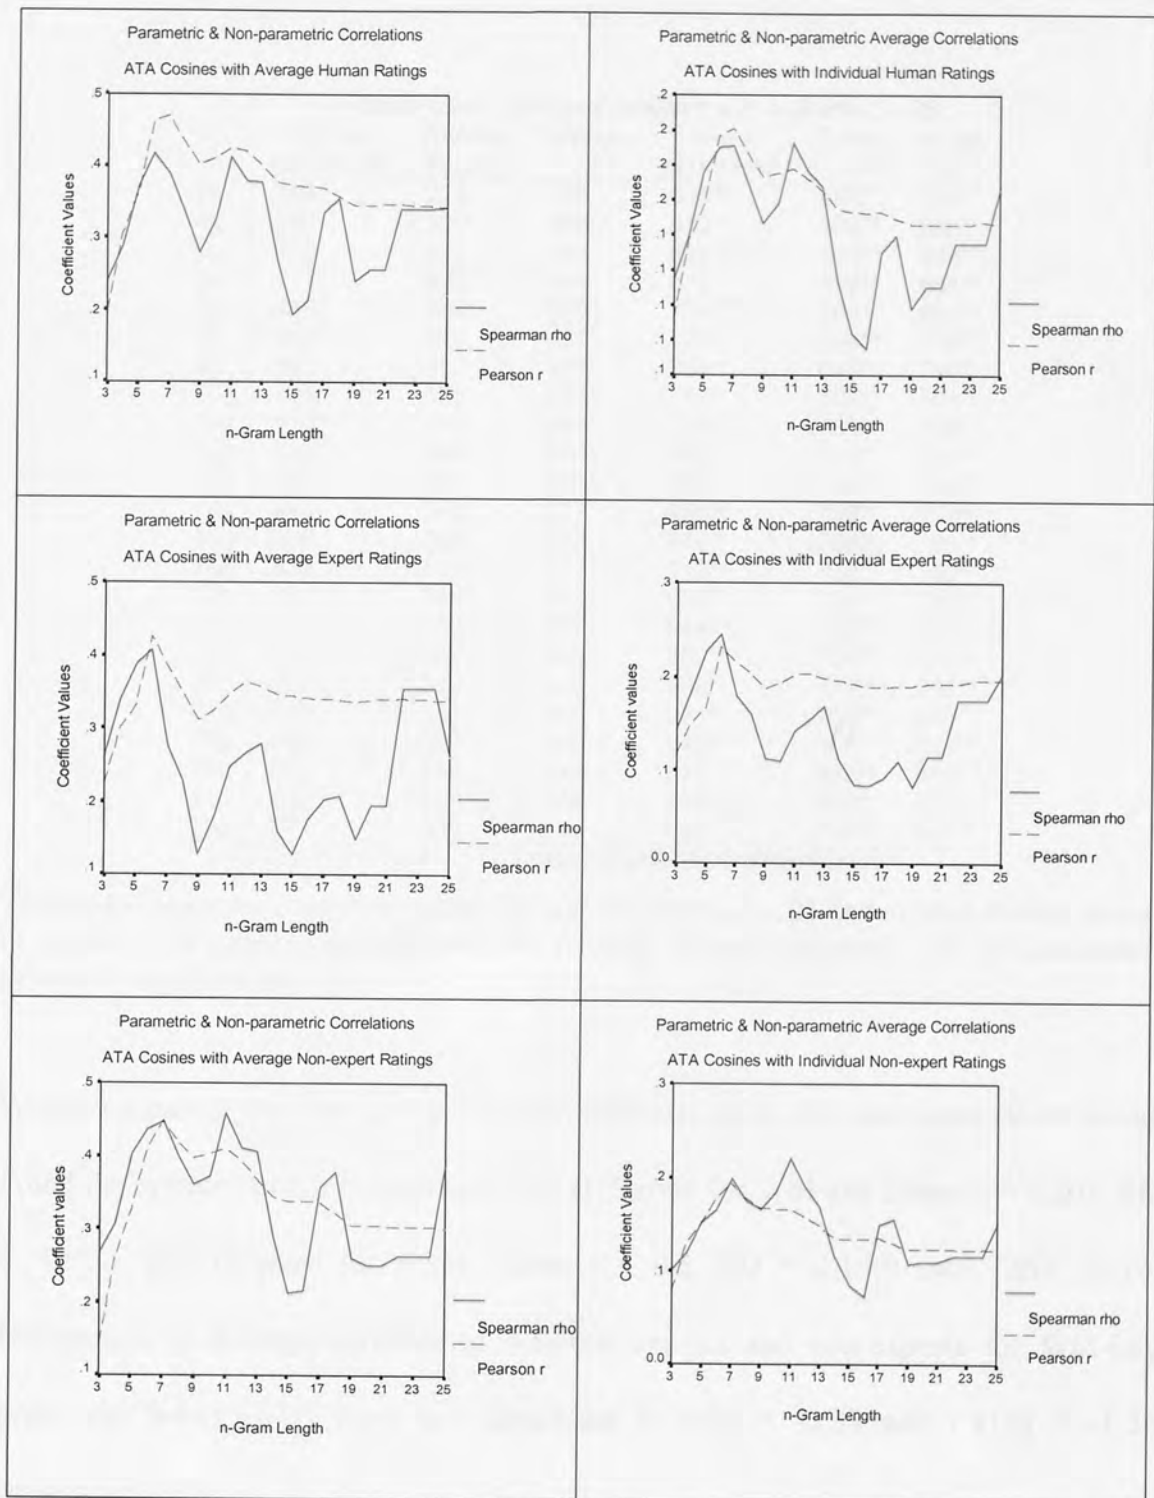 Parametric & Non-parametric Correlations
ATA Cosines with Average Human Ratings
.5
.4
.3
.2
.1
Coefficient Values
3 5 7 9 11 13 15 17 19 21 23 25
n-Gram Length
Spearman rho
Pearson r
Parametric & Non-parametric Average Correlations
ATA Cosines with Individual Human Ratings
.2
.2
.2
.2
.1
.1
.1
.1
.1
Coefficient Values
3 5 7 9 11 13 15 17 19 21 23 25
n-Gram Length
Spearman rho
Pearson r
Parametric & Non-parametric Correlations
ATA Cosines with Average Expert Ratings
.5
.4
.3
.2
.1
Coefficient Values
3 5 7 9 11 13 15 17 19 21 23 25
n-Gram Length
Spearman rho
Pearson r
Parametric & Non-parametric Average Correlations
ATA Cosines with Individual Expert Ratings
.3
.2
.1
0.0
Coefficient values
3 5 7 9 11 13 15 17 19 21 23 25
n-Gram Length
Spearman rho
Pearson r
Parametric & Non-parametric Correlations
ATA Cosines with Average Non-expert Ratings
.5
.4
.3
.2
.1
Coefficient values
3 5 7 9 11 13 15 17 19 21 23 25
n-Gram Length
Spearman rho
Pearson r
Parametric & Non-parametric Average Correlations
ATA Cosines with Individual Non-expert Ratings
.3
.2
.1
0.0
Coefficient Values
3 5 7 9 11 13 15 17 19 21 23 25
n-Gram Length
Spearman rho
Pearson r